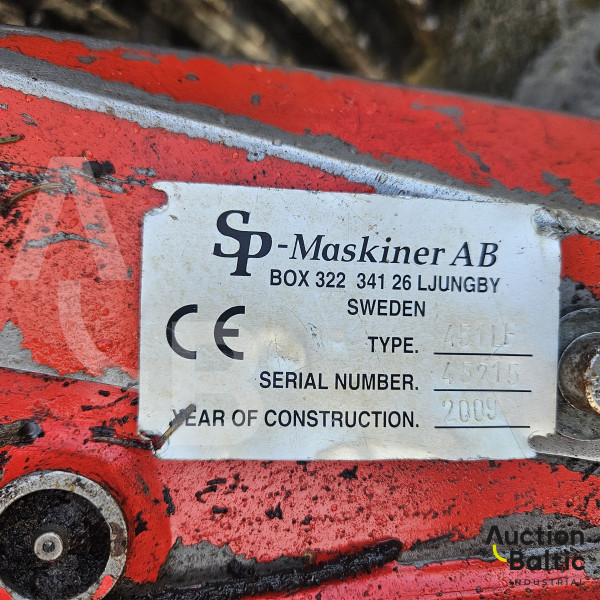 SP-Maskiner AB
BOX 322 341 26 LJUNGBY
SWEDEN
CE
TYPE. 451LF
SERIAL NUMBER. 45215
YEAR OF CONSTRUCTION. 2009
Auction
Baltic
INDUSTRIAL